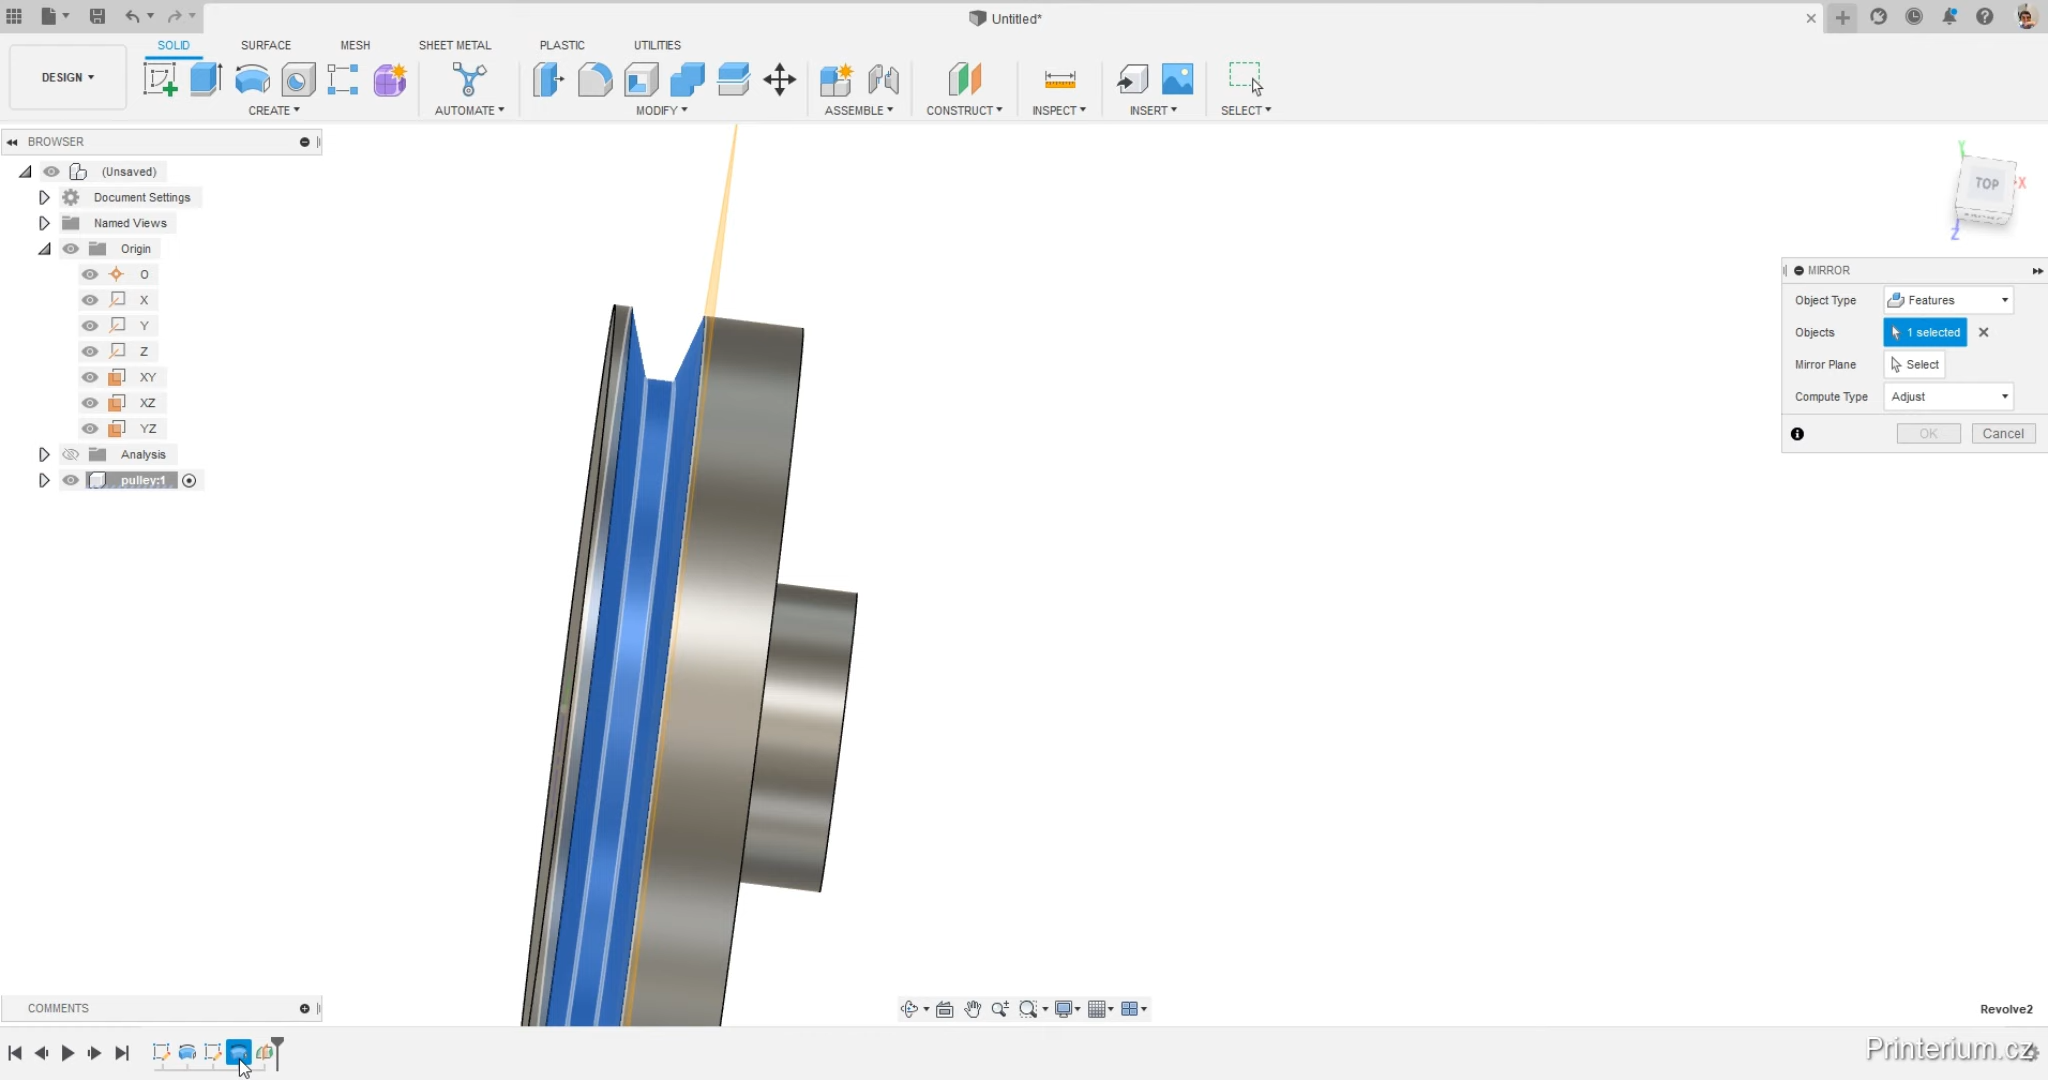 Untitled*
SOLID
SURFACE
MESH
SHEET METAL
PLASTIC
UTILITIES
DESIGN
CREATE
AUTOMATE
MODIFY
ASSEMBLE
CONSTRUCT
INSPECT
INSERT
SELECT
BROWSER
(Unsaved)
Document Settings
Named Views
Origin
O
X
Y
Z
XY
XZ
YZ
Analysis
pulley:1
Y
TOP
X
Z
MIRROR
Object Type
Features
Objects
1 selected
Mirror Plane
Select
Compute Type
Adjust
OK
Cancel
COMMENTS
Revolve2
Printerium.cz